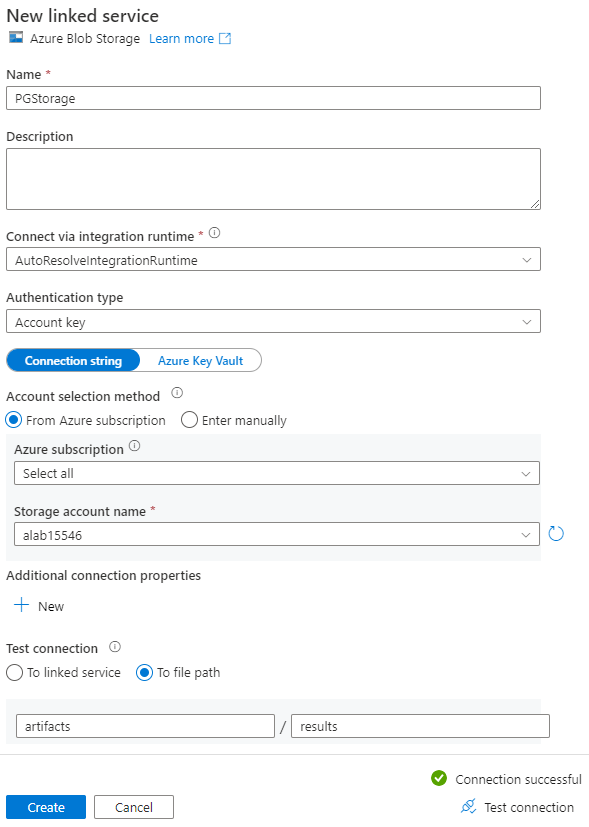 New linked service
Azure Blob Storage Learn more
Name *
PGStorage
Description
Connect via integration runtime *
AutoResolveIntegrationRuntime
Authentication type
Account key
Connection string Azure Key Vault
Account selection method
From Azure subscription Enter manually
Azure subscription
Select all
Storage account name *
alab15546
Additional connection properties
+ New
Test connection
To linked service To file path
artifacts / results
Connection successful
Create Cancel Test connection